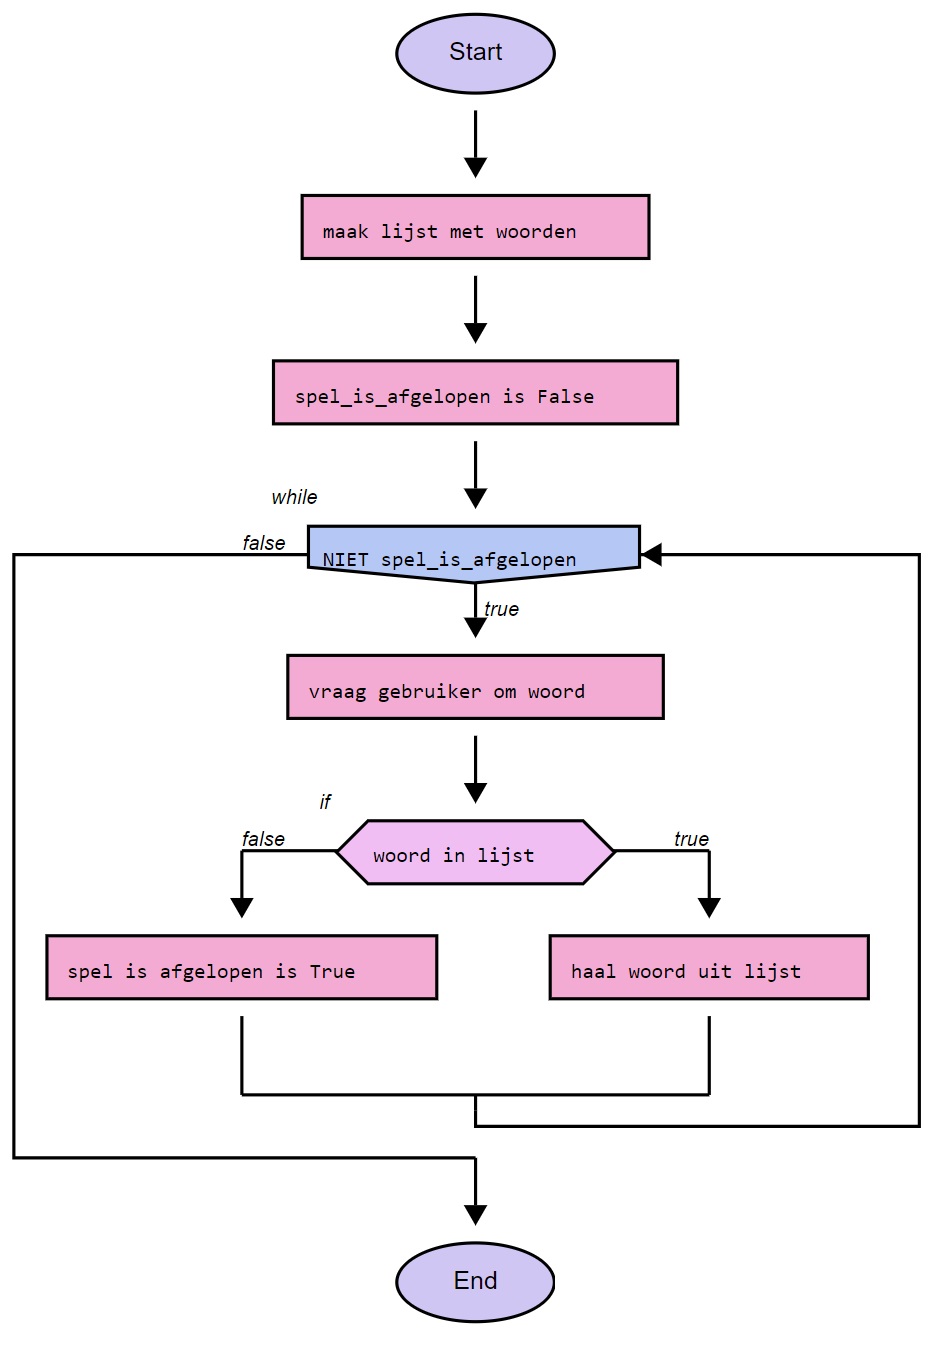 Start
maak lijst met woorden
spel_is_afgelopen is False
while
false
NIET spel_is_afgelopen
true
vraag gebruiker om woord
if
false
woord in lijst
true
spel is afgelopen is True
haal woord uit lijst
End